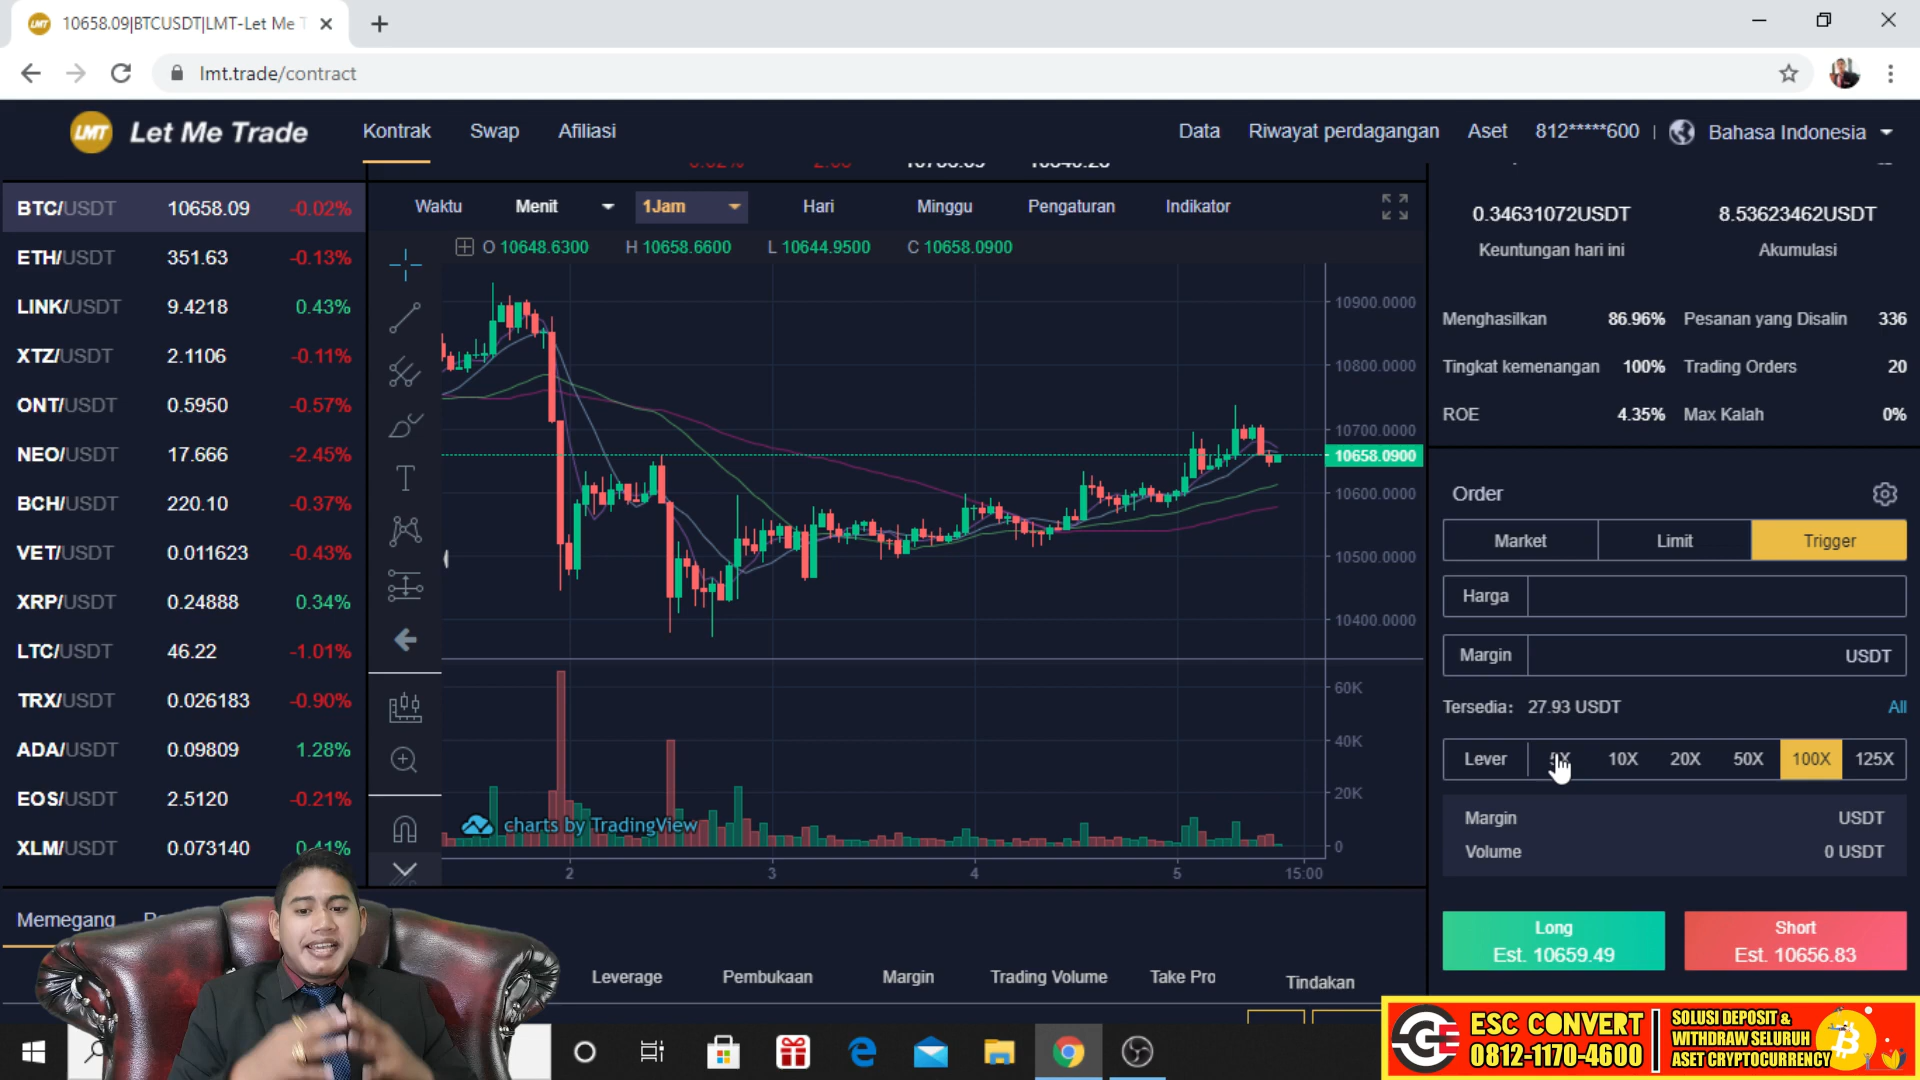 10658.09|BTCUSDT|LMT-Let Me T
lmt.trade/contract
LMT Let Me Trade
Kontrak Swap Afiliasi
Data Riwayat perdagangan Aset 812*****600 | Bahasa Indonesia
BTC/USDT 10658.09 -0.02%
ETH/USDT 351.63 -0.13%
LINK/USDT 9.4218 0.43%
XTZ/USDT 2.1106 -0.11%
ONT/USDT 0.5950 -0.57%
NEO/USDT 17.666 -2.45%
BCH/USDT 220.10 -0.37%
VET/USDT 0.011623 -0.43%
XRP/USDT 0.24888 0.34%
LTC/USDT 46.22 -1.01%
TRX/USDT 0.026183 -0.90%
ADA/USDT 0.09809 1.28%
EOS/USDT 2.5120 -0.21%
XLM/USDT 0.073140 0.41%
Waktu Menit 1Jam Hari Minggu Pengaturan Indikator
O 10648.6300 H 10658.6600 L 10644.9500 C 10658.0900
10900.0000
10800.0000
10700.0000
10658.0900
10600.0000
10500.0000
10400.0000
60K
40K
20K
0
charts by TradingView
2 3 4 5 15:00
0.34631072USDT 8.53623462USDT
Keuntungan hari ini Akumulasi
Menghasilkan 86.96% Pesanan yang Disalin 336
Tingkat kemenangan 100% Trading Orders 20
ROE 4.35% Max Kalah 0%
Order
Market Limit Trigger
Harga
Margin USDT
Tersedia: 27.93 USDT All
Lever 10X 20X 50X 100X 125X
Margin USDT
Volume 0 USDT
Long Short
Est. 10659.49 Est. 10656.83
Memegang
Leverage Pembukaan Margin Trading Volume Take Pro Tindakan
ESC CONVERT
0812-1170-4600
SOLUSI DEPOSIT &
WITHDRAW SELURUH
ASET CRYPTOCURRENCY